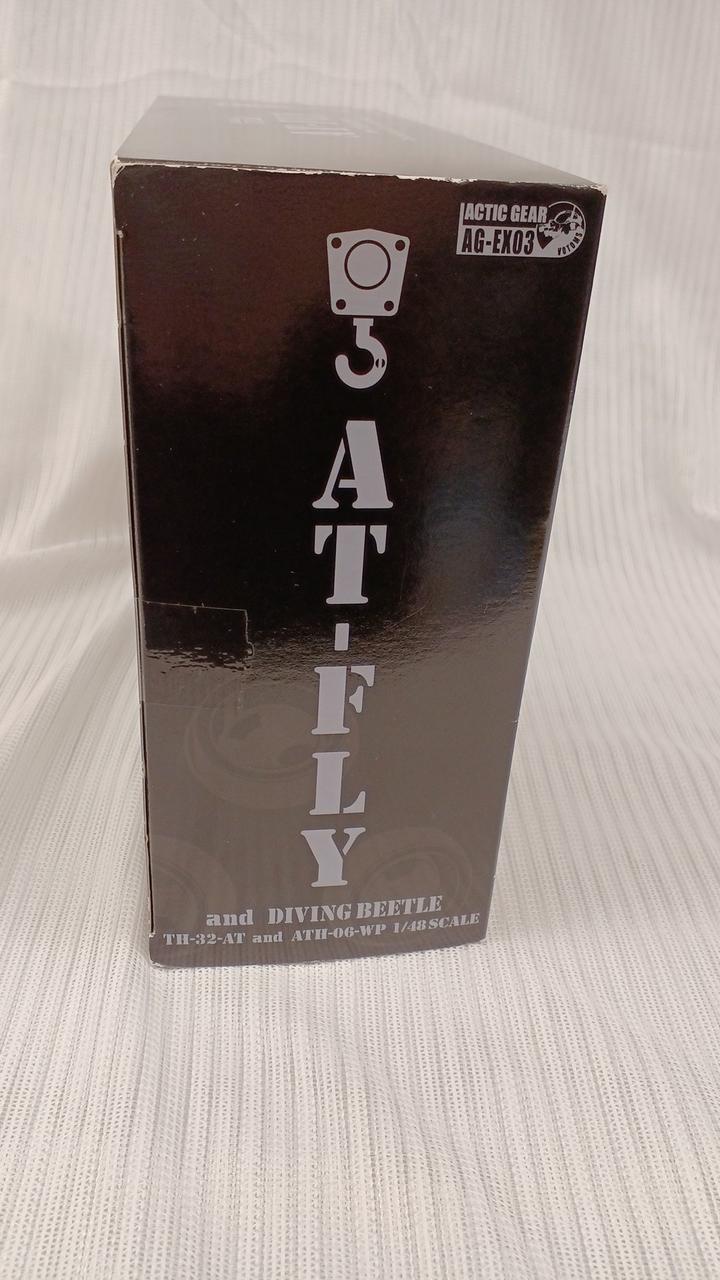 ACTIC GEAR
AG-EX03
VOTOMS
AT-FLY
and DIVING BEETLE
TH-32-AT and ATH-06-WP 1/48 SCALE